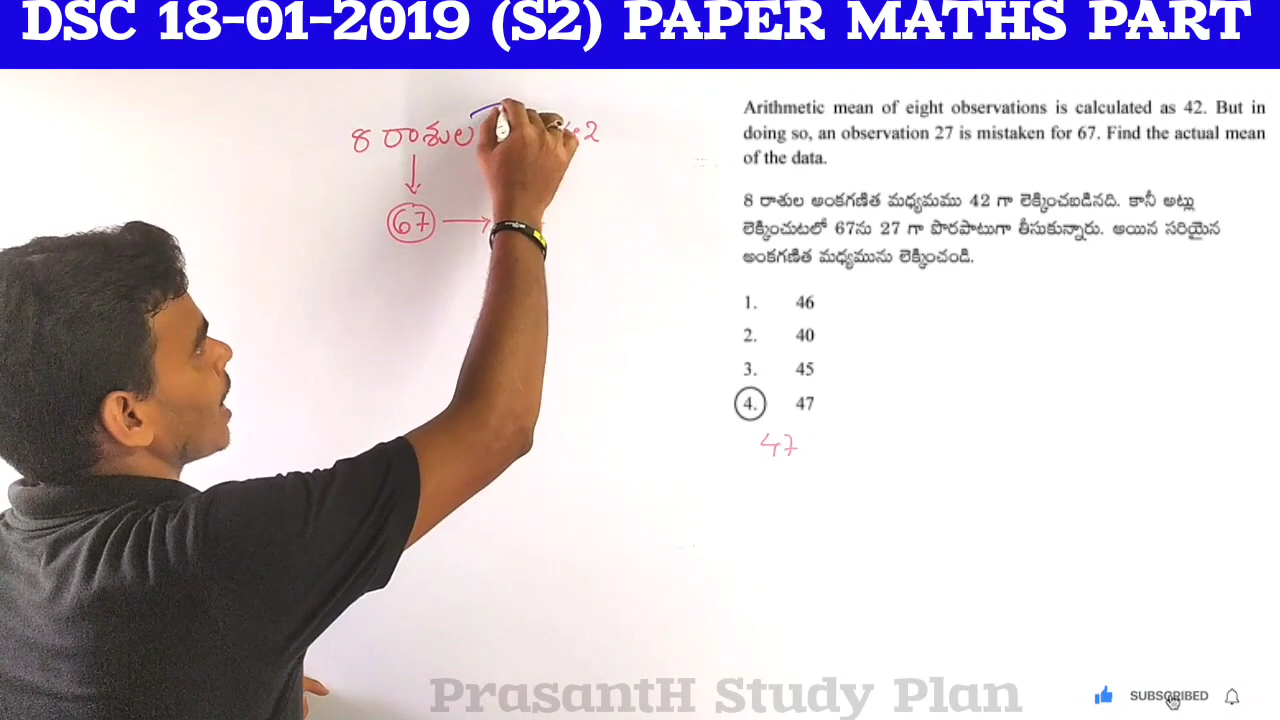 DSC 18-01-2019 (S2) PAPER MATHS PART
8 రాశుల
67
Arithmetic mean of eight observations is calculated as 42. But in
doing so, an observation 27 is mistaken for 67. Find the actual mean
of the data.
8 రాశుల అంకగణిత మధ్యమము 42 గా లెక్కించబడినది. కానీ అట్లు
లెక్కించుటలో 67ను 27 గా పొరపాటుగా తీసుకున్నారు. అయిన సరియైన
అంకగణిత మధ్యమును లెక్కించండి.
1. 46
2. 40
3. 45
4. 47
47
PrasantH Study Plan
SUBSCRIBED